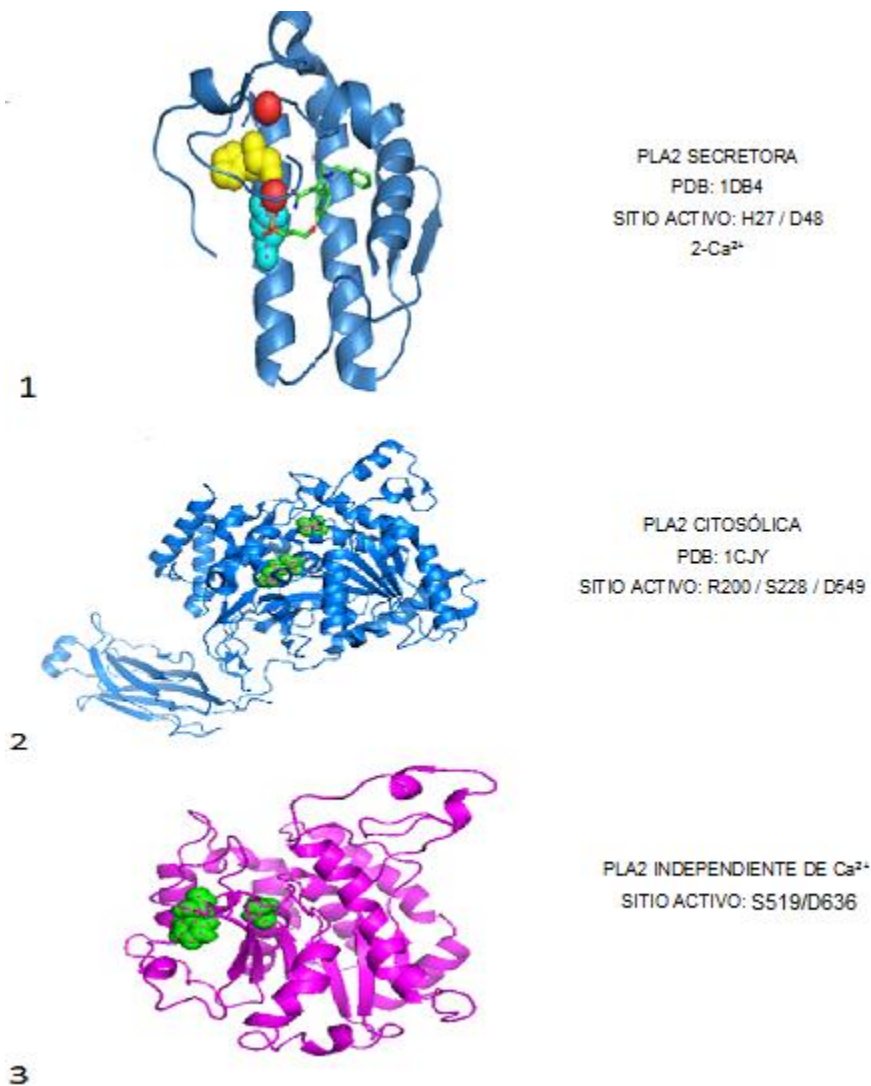 PLA2 SECRETORA
PDB: 1DB4
SITIO ACTIVO: H27 / D48
2-Ca²⁺
1
PLA2 CITOSÓLICA
PDB: 1CJY
SITIO ACTIVO: R200 / S228 / D549
2
PLA2 INDEPENDIENTE DE Ca²⁺
SITIO ACTIVO: S519/D636
3